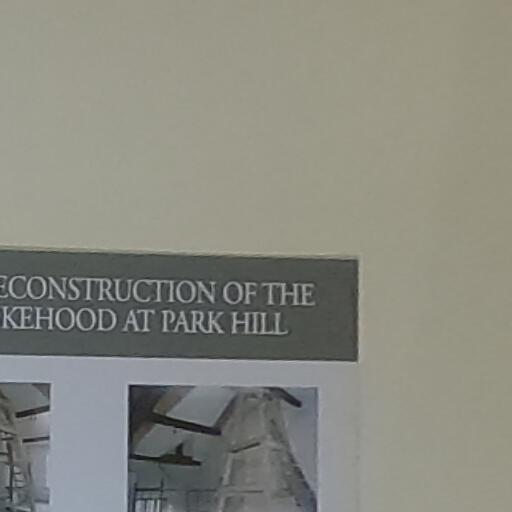 ECONSTRUCTION OF THE
KEHOOD AT PARK HILL